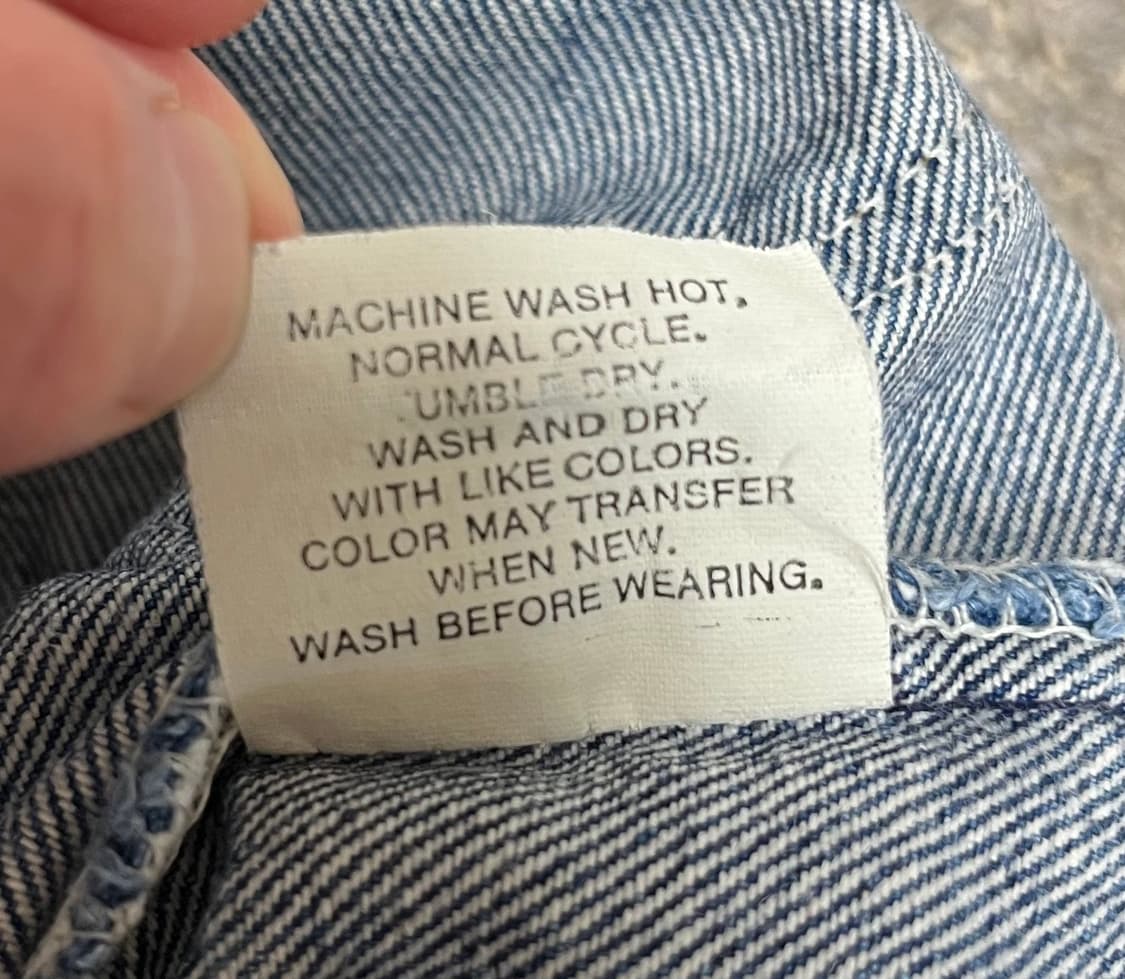 MACHINE WASH HOT.
NORMAL CYCLE.
UMBLE DRY.
WASH AND DRY
WITH LIKE COLORS.
COLOR MAY TRANSFER
WHEN NEW.
WASH BEFORE WEARING.